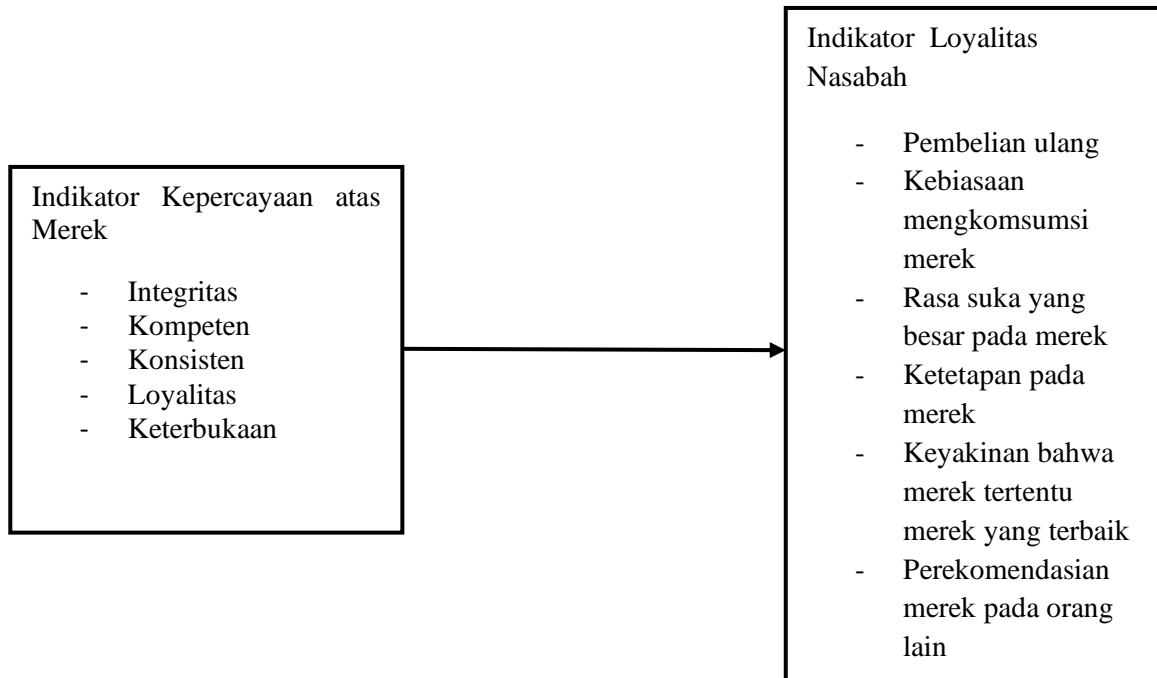 Indikator Kepercayaan atas
Merek
- Integritas
- Kompeten
- Konsisten
- Loyalitas
- Keterbukaan
Indikator Loyalitas
Nasabah
- Pembelian ulang
- Kebiasaan
mengkomsumsi
merek
- Rasa suka yang
besar pada merek
- Ketetapan pada
merek
- Keyakinan bahwa
merek tertentu
merek yang terbaik
- Perekomendasian
merek pada orang
lain